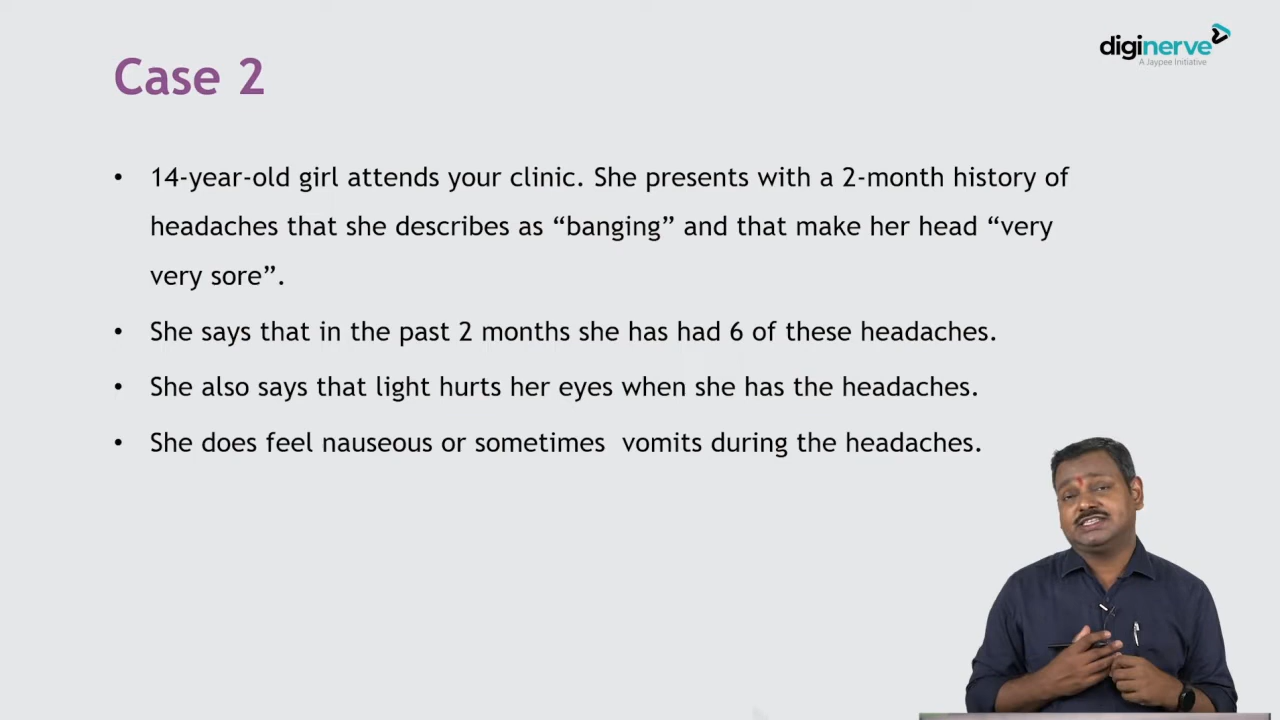 diginerve
A Jaypee Initiative
Case 2
• 14-year-old girl attends your clinic. She presents with a 2-month history of
headaches that she describes as “banging” and that make her head “very
very sore”.
• She says that in the past 2 months she has had 6 of these headaches.
• She also says that light hurts her eyes when she has the headaches.
• She does feel nauseous or sometimes  vomits during the headaches.